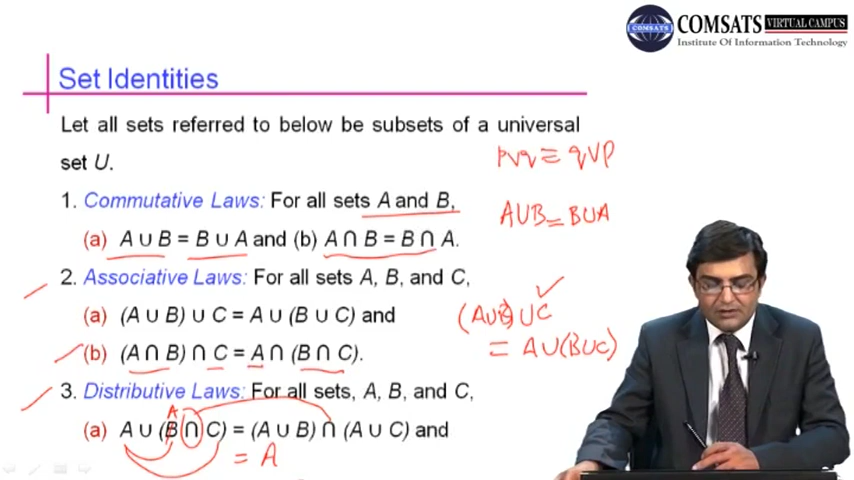 COMSATS VIRTUAL CAMPUS
Institute Of Information Technology
Set Identities
Let all sets referred to below be subsets of a universal
set U.
p∨q ≡ q∨p
1. Commutative Laws: For all sets A and B,
A∪B = B∪A
(a) A ∪ B = B ∪ A and (b) A ∩ B = B ∩ A.
2. Associative Laws: For all sets A, B, and C,
(a) (A ∪ B) ∪ C = A ∪ (B ∪ C) and
(A∪B)∪C
(b) (A ∩ B) ∩ C = A ∩ (B ∩ C).
= A∪(B∪C)
3. Distributive Laws: For all sets, A, B, and C,
A
(a) A ∪ (B ∩ C) = (A ∪ B) ∩ (A ∪ C) and
= A